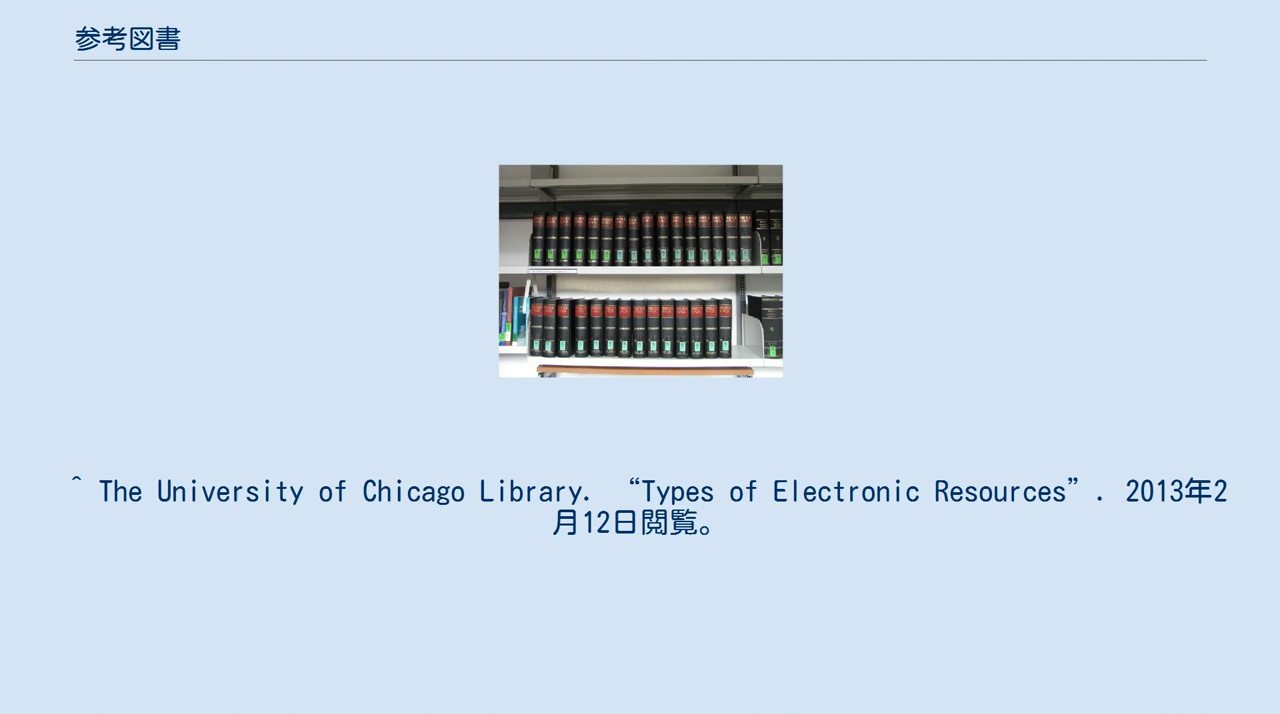 参考図書
^ The University of Chicago Library. “Types of Electronic Resources”. 2013年2
月12日閲覧。